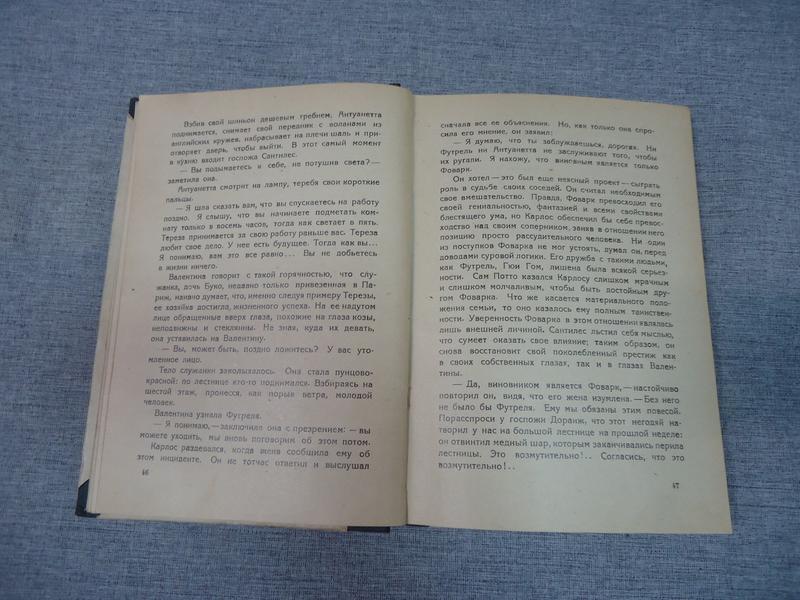 Взбив свой шиньон дешевым гребнем, Антуанетта
поднимается, снимает свой передник с воланами из
английских кружев, набрасывает на плечи шаль и при-
отворяет дверь, чтобы выйти. В этот самый момент
в кухню входит госпожа Сантилес.
— Вы подымаетесь к себе, не потушив света? —
заметила она.
Антуанетта смотрит на лампу, теребя свои короткие
пальцы.
— Я шла сказать вам, что вы спускаетесь на работу
поздно. Я слышу, что вы начинаете подметать ком-
нату только в восемь часов, тогда как светает в пять.
Тереза принимается за свою работу раньше вас. Тереза
любит свое дело. У нее есть будущее. Тогда как вы...
Я понимаю, вам это все равно... Вы не добьетесь
в жизни ничего.
Валентина говорит с такой горячностью, что слу-
жанка, дочь Буко, недавно только привезенная в Па-
риж, наивно думает, что, именно следуя примеру Терезы,
ее хозяйка достигла жизненного успеха. На ее надутом
лице обращенные вверх глаза, похожие на глаза козы,
неподвижны и стеклянны. Не зная, куда их девать,
она уставилась на Валентину.
— Вы, может быть, поздно ложитесь? У вас уто-
мленное лицо.
Тело служанки заколыхалось. Она стала пунцово-
красной: по лестнице кто-то поднимался. Взбираясь на
шестой этаж, пронесся, как порыв ветра, молодой
человек.
Валентина узнала Футреля.
— Я понимаю, — заключила она с презрением: — вы
можете уходить, мы вновь поговорим об этом потом.
Карлос раздевался, когда жена сообщила ему об
этом инциденте. Он не тотчас ответил и выслушал
46
сначала все ее объяснения. Но, как только она спро-
сила его мнение, он заявил:
— Я думаю, что ты заблуждаешься, дорогая. Ни
Футрель ни Антуанетта не заслуживают того, чтобы
их ругали. Я нахожу, что виновным является только
Фоварк.
Он хотел — это был еще неясный проект — сыграть
роль в судьбе своих соседей. Он считал необходимым
свое вмешательство. Правда, Фоварк превосходил его
своей гениальностью, фантазией и всеми свойствами
блестящего ума, но Карлос обеспечил бы себе превос-
ходство над своим соперником, заняв в отношении него
позицию просто рассудительного человека. Ни один
из поступков Фоварка не мог устоять, думал он, перед
доводами суровой логики. Его дружба с такими людьми,
как Футрель, Гюи Гом, лишена была всякой серьез-
ности. Сам Потто казался Карлосу слишком мрачным
и слишком молчаливым, чтобы быть достойным дру-
гом Фоварка. Что же касается материального поло-
жения семьи, то оно казалось ему полным таинствен-
ности. Уверенность Фоварка в этом отношении являлась
лишь внешней личиной. Сантилес льстил себя мыслью,
что сумеет оказать свое влияние; таким образом, он
снова восстановит свой поколебленный престиж как
в своих собственных глазах, так и в глазах Вален-
тины.
— Да, виновником является Фоварк, — настойчиво
повторил он, видя, что его жена изумлена. — Без него
не было бы Футреля. Ему мы обязаны этим повесой.
Порасспроси у госпожи Доранж, что этот негодяй на-
творил у нас на большой лестнице на прошлой неделе:
он отвинтил медный шар, которым заканчивались перила
лестницы. Это возмутительно!.. Согласись, что это
возмутительно!..
47